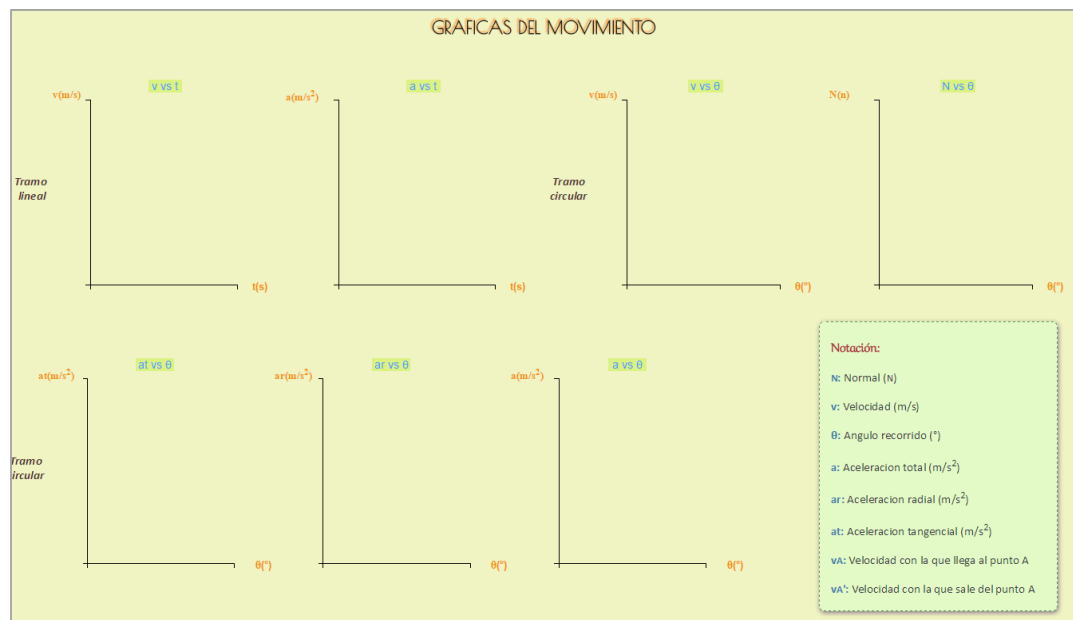 GRAFICAS DEL MOVIMIENTO
v vs t
a vs t
v vs θ
N vs θ
v(m/s)
a(m/s²)
v(m/s)
N(n)
Tramo
lineal
Tramo
circular
t(s)
t(s)
θ(°)
θ(°)
at vs θ
ar vs θ
a vs θ
at(m/s²)
ar(m/s²)
a(m/s²)
Tramo
ircular
θ(°)
θ(°)
θ(°)
Notación:
N: Normal (N)
v: Velocidad (m/s)
θ: Angulo recorrido (°)
a: Aceleracion total (m/s²)
ar: Aceleracion radial (m/s²)
at: Aceleracion tangencial (m/s²)
vA: Velocidad con la que llega al punto A
vA': Velocidad con la que sale del punto A